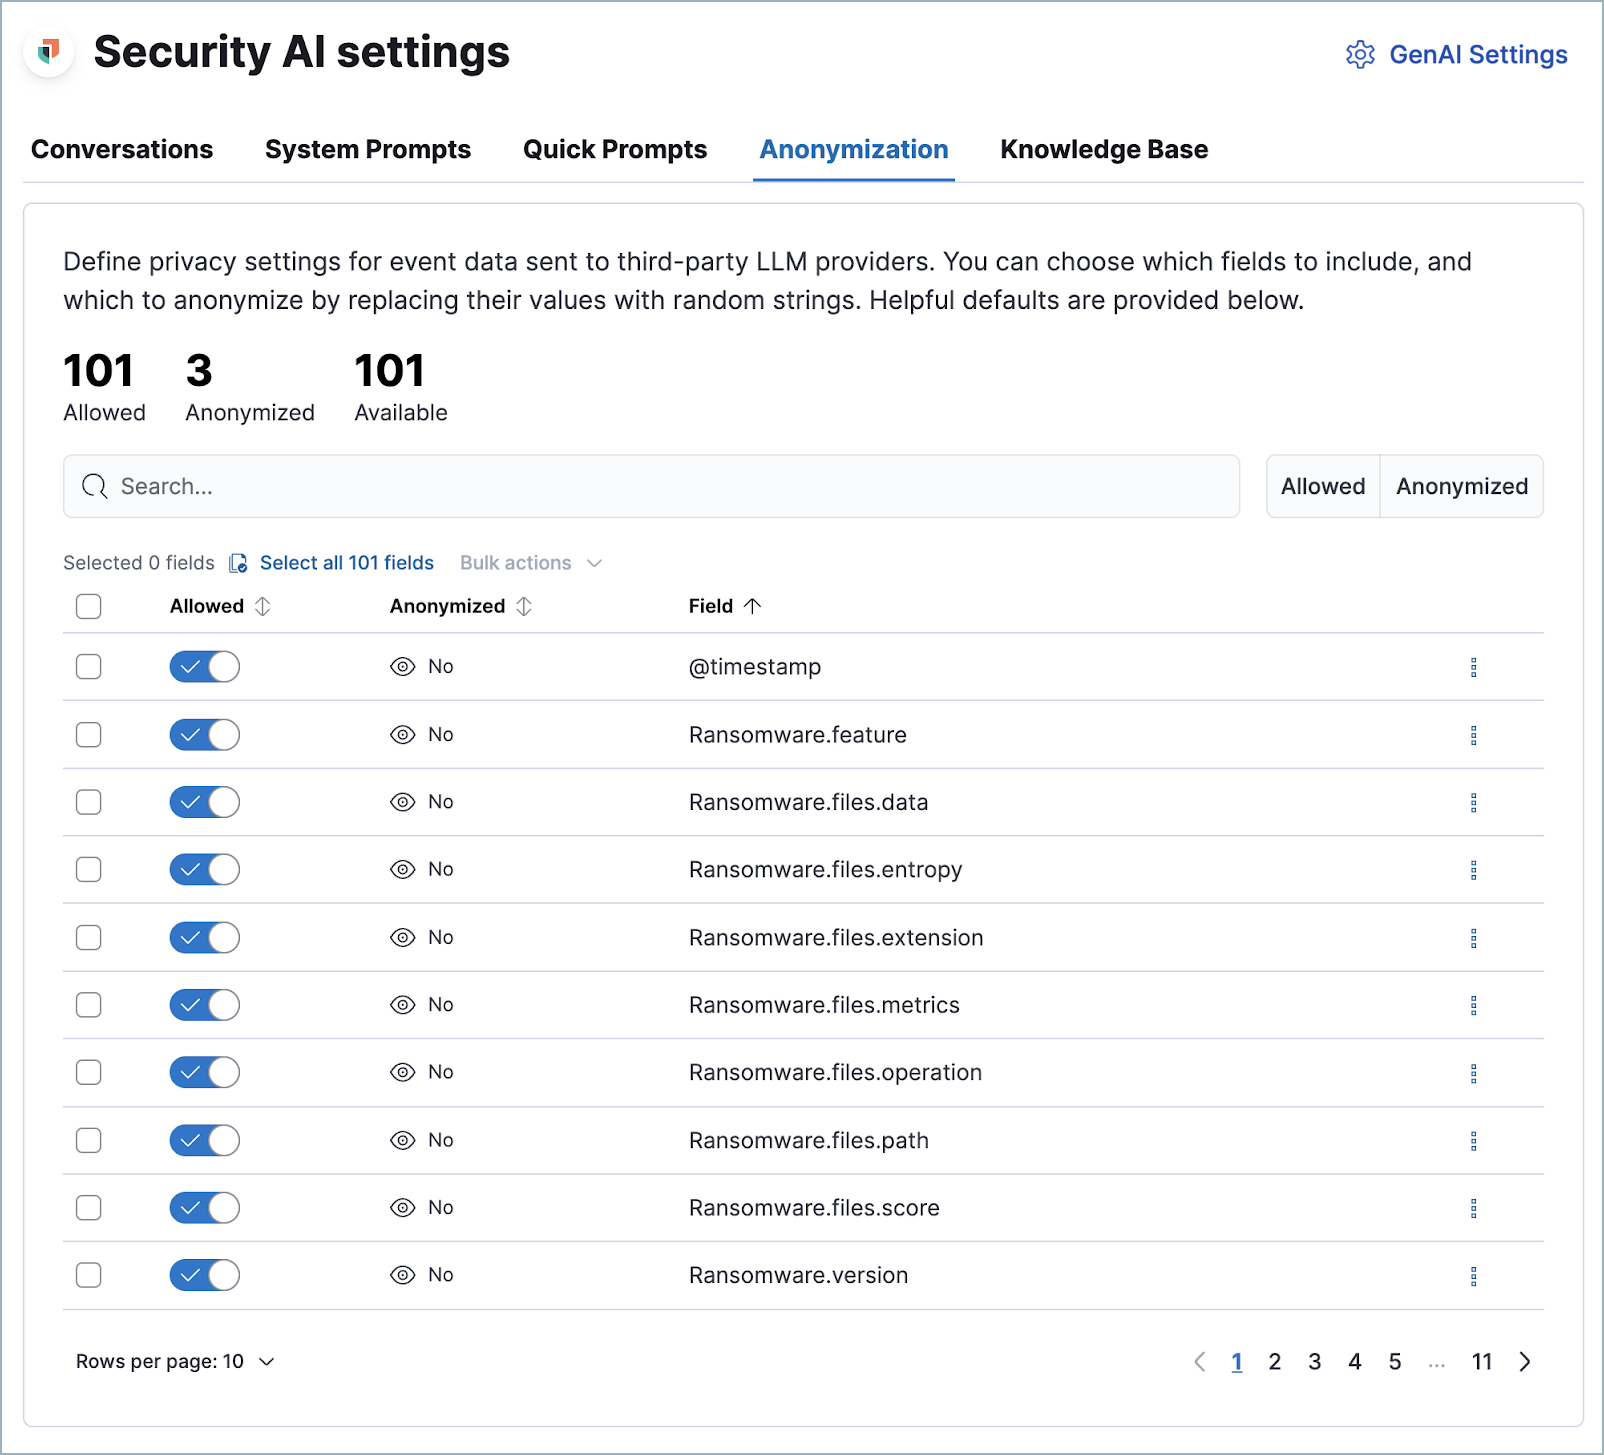 Security AI settings
GenAI Settings
Conversations System Prompts Quick Prompts Anonymization Knowledge Base
Define privacy settings for event data sent to third-party LLM providers. You can choose which fields to include, and
which to anonymize by replacing their values with random strings. Helpful defaults are provided below.
101 3 101
Allowed Anonymized Available
Search... Allowed Anonymized
Selected 0 fields Select all 101 fields Bulk actions
Allowed Anonymized Field
No @timestamp
No Ransomware.feature
No Ransomware.files.data
No Ransomware.files.entropy
No Ransomware.files.extension
No Ransomware.files.metrics
No Ransomware.files.operation
No Ransomware.files.path
No Ransomware.files.score
No Ransomware.version
Rows per page: 10 1 2 3 4 5 ... 11